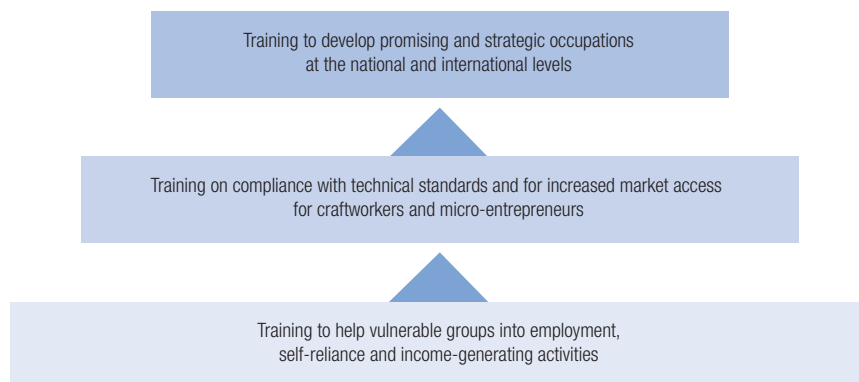 Training to develop promising and strategic occupations
at the national and international levels
Training on compliance with technical standards and for increased market access
for craftworkers and micro-entrepreneurs
Training to help vulnerable groups into employment,
self-reliance and income-generating activities